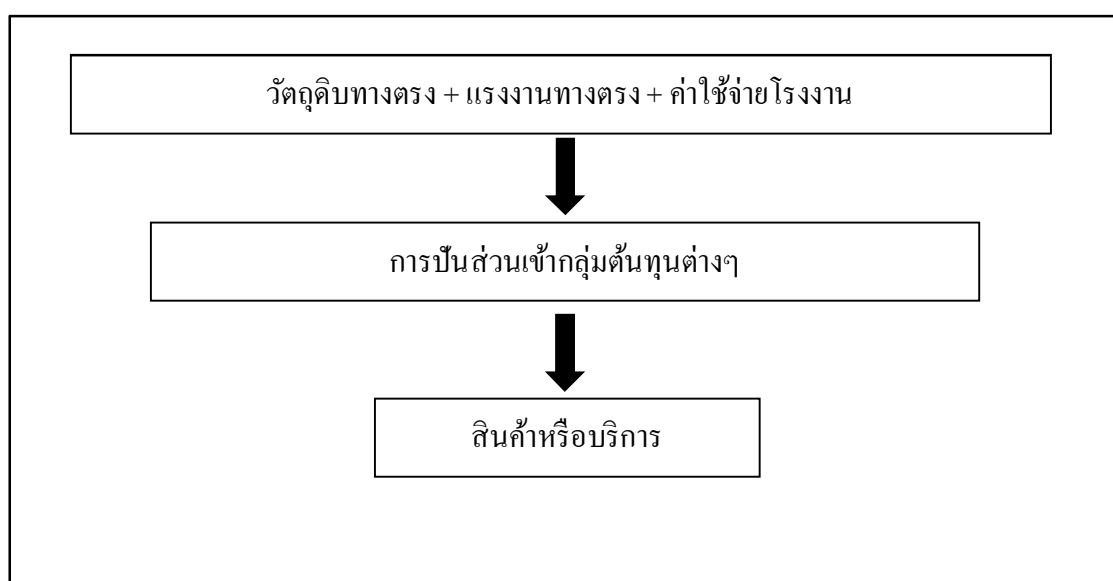 วัตถุดิบทางตรง + แรงงานทางตรง + ค่าใช้จ่ายโรงงาน
การปันส่วนเข้ากลุ่มต้นทุนต่างๆ
สินค้าหรือบริการ